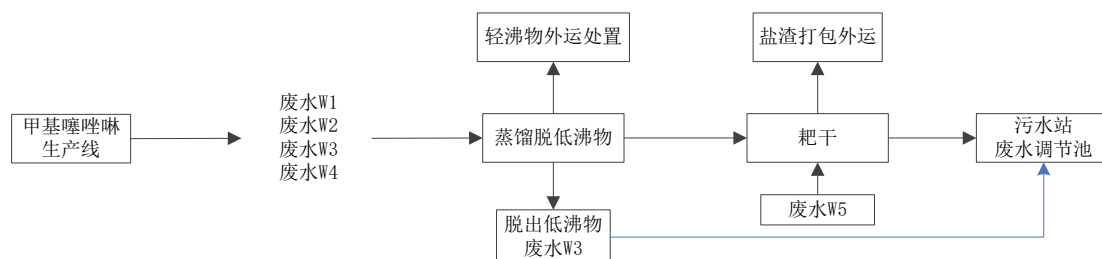 轻沸物外运处置
盐渣打包外运
甲基噻唑啉
生产线
废水W1
废水W2
废水W3
废水W4
蒸馏脱低沸物
耙干
污水站
废水调节池
废水W5
脱出低沸物
废水W3